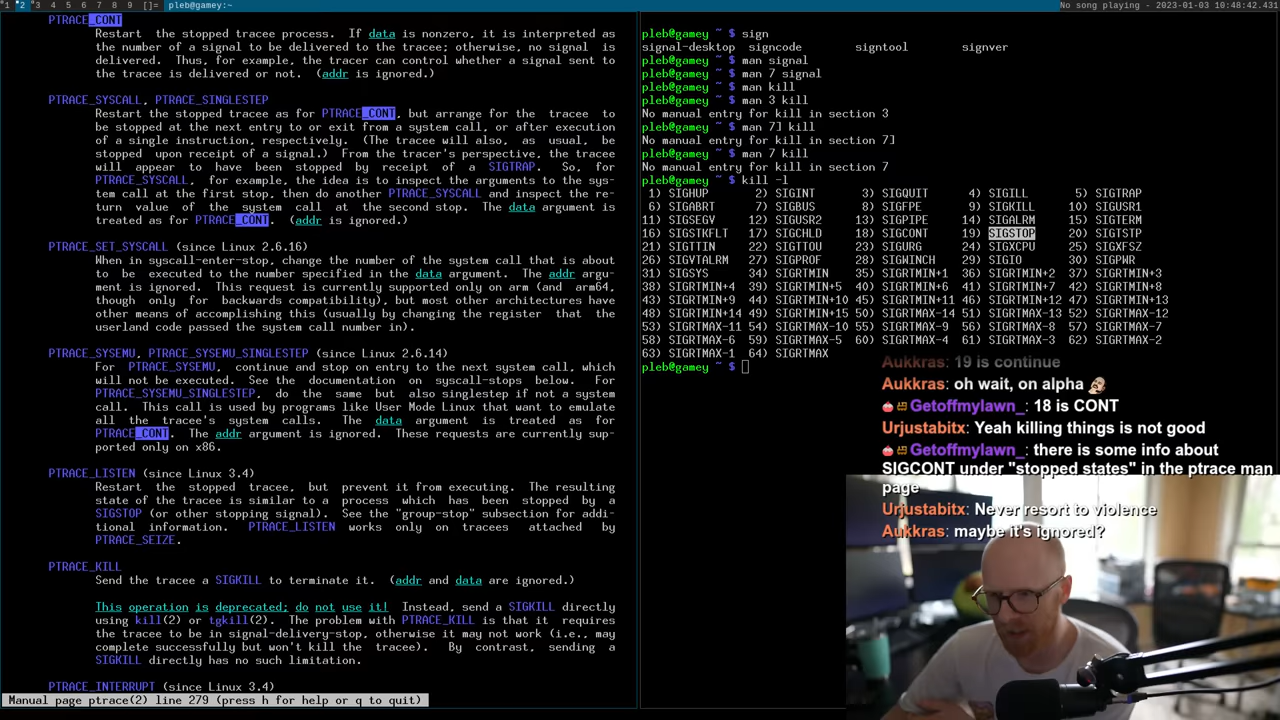 1 2 3 4 5 6 7 8 9 []= pleb@gamey:~ No song playing - 2023-01-03 10:48:42.431
PTRACE_CONT
Restart the stopped tracee process. If data is nonzero, it is interpreted as
the number of a signal to be delivered to the tracee; otherwise, no signal is
delivered. Thus, for example, the tracer can control whether a signal sent to
the tracee is delivered or not. (addr is ignored.)
PTRACE_SYSCALL, PTRACE_SINGLESTEP
Restart the stopped tracee as for PTRACE_CONT, but arrange for the tracee to
be stopped at the next entry to or exit from a system call, or after execution
of a single instruction, respectively. (The tracee will also, as usual, be
stopped upon receipt of a signal.) From the tracer's perspective, the tracee
will appear to have been stopped by receipt of a SIGTRAP. So, for
PTRACE_SYSCALL, for example, the idea is to inspect the arguments to the sys-
tem call at the first stop, then do another PTRACE_SYSCALL and inspect the re-
turn value of the system call at the second stop. The data argument is
treated as for PTRACE_CONT. (addr is ignored.)
PTRACE_SET_SYSCALL (since Linux 2.6.16)
When in syscall-enter-stop, change the number of the system call that is about
to be executed to the number specified in the data argument. The addr argu-
ment is ignored. This request is currently supported only on arm (and arm64,
though only for backwards compatibility), but most other architectures have
other means of accomplishing this (usually by changing the register that the
userland code passed the system call number in).
PTRACE_SYSEMU, PTRACE_SYSEMU_SINGLESTEP (since Linux 2.6.14)
For PTRACE_SYSEMU, continue and stop on entry to the next system call, which
will not be executed. See the documentation on syscall-stops below. For
PTRACE_SYSEMU_SINGLESTEP, do the same but also singlestep if not a system
call. This call is used by programs like User Mode Linux that want to emulate
all the tracee's system calls. The data argument is treated as for
PTRACE_CONT. The addr argument is ignored. These requests are currently sup-
ported only on x86.
PTRACE_LISTEN (since Linux 3.4)
Restart the stopped tracee, but prevent it from executing. The resulting
state of the tracee is similar to a process which has been stopped by a
SIGSTOP (or other stopping signal). See the "group-stop" subsection for addi-
tional information. PTRACE_LISTEN works only on tracees attached by
PTRACE_SEIZE.
PTRACE_KILL
Send the tracee a SIGKILL to terminate it. (addr and data are ignored.)
This operation is deprecated; do not use it! Instead, send a SIGKILL directly
using kill(2) or tgkill(2). The problem with PTRACE_KILL is that it requires
the tracee to be in signal-delivery-stop, otherwise it may not work (i.e., may
complete successfully but won't kill the tracee). By contrast, sending a
SIGKILL directly has no such limitation.
PTRACE_INTERRUPT (since Linux 3.4)
Manual page ptrace(2) line 279 (press h for help or q to quit)
pleb@gamey ~ $ sign
signal-desktop signcode signtool signver
pleb@gamey ~ $ man signal
pleb@gamey ~ $ man 7 signal
pleb@gamey ~ $ man kill
pleb@gamey ~ $ man 3 kill
No manual entry for kill in section 3
pleb@gamey ~ $ man 7] kill
No manual entry for kill in section 7]
pleb@gamey ~ $ man 7 kill
No manual entry for kill in section 7
pleb@gamey ~ $ kill -l
1) SIGHUP 2) SIGINT 3) SIGQUIT 4) SIGILL 5) SIGTRAP
6) SIGABRT 7) SIGBUS 8) SIGFPE 9) SIGKILL 10) SIGUSR1
11) SIGSEGV 12) SIGUSR2 13) SIGPIPE 14) SIGALRM 15) SIGTERM
16) SIGSTKFLT 17) SIGCHLD 18) SIGCONT 19) SIGSTOP 20) SIGTSTP
21) SIGTTIN 22) SIGTTOU 23) SIGURG 24) SIGXCPU 25) SIGXFSZ
26) SIGVTALRM 27) SIGPROF 28) SIGWINCH 29) SIGIO 30) SIGPWR
31) SIGSYS 34) SIGRTMIN 35) SIGRTMIN+1 36) SIGRTMIN+2 37) SIGRTMIN+3
38) SIGRTMIN+4 39) SIGRTMIN+5 40) SIGRTMIN+6 41) SIGRTMIN+7 42) SIGRTMIN+8
43) SIGRTMIN+9 44) SIGRTMIN+10 45) SIGRTMIN+11 46) SIGRTMIN+12 47) SIGRTMIN+13
48) SIGRTMIN+14 49) SIGRTMIN+15 50) SIGRTMAX-14 51) SIGRTMAX-13 52) SIGRTMAX-12
53) SIGRTMAX-11 54) SIGRTMAX-10 55) SIGRTMAX-9 56) SIGRTMAX-8 57) SIGRTMAX-7
58) SIGRTMAX-6 59) SIGRTMAX-5 60) SIGRTMAX-4 61) SIGRTMAX-3 62) SIGRTMAX-2
63) SIGRTMAX-1 64) SIGRTMAX
pleb@gamey ~ $
Aukkras: 19 is continue
Aukkras: oh wait, on alpha
Getoffmylawn_: 18 is CONT
Urjustabitx: Yeah killing things is not good
Getoffmylawn_: there is some info about
SIGCONT under "stopped states" in the ptrace man
page
Urjustabitx: Never resort to violence
Aukkras: maybe it's ignored?